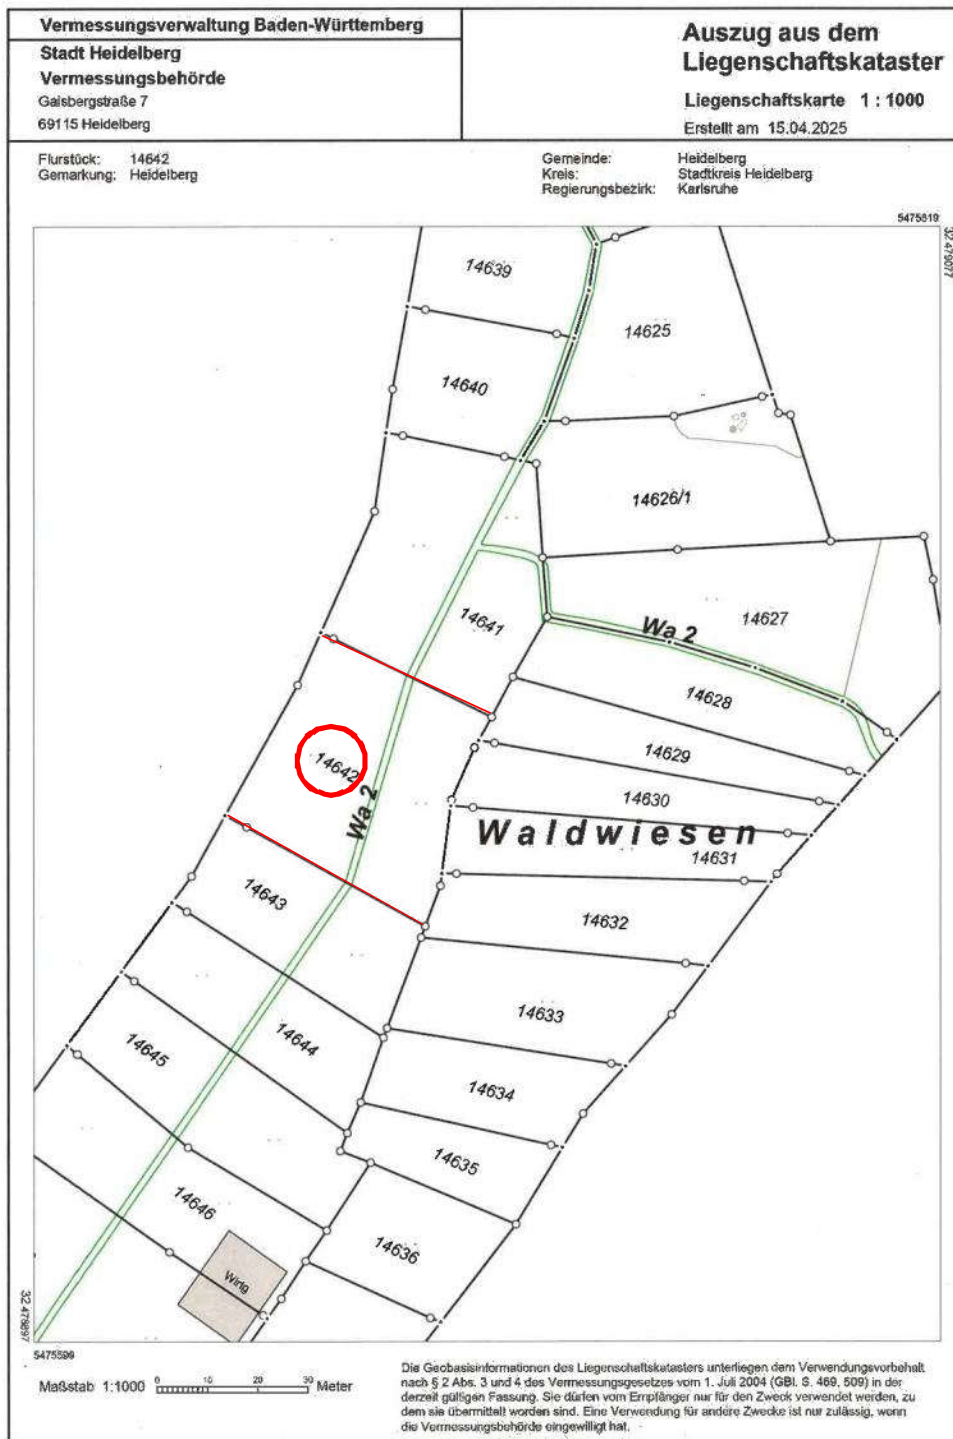 Vermessungsverwaltung Baden-Württemberg
Stadt Heidelberg
Vermessungsbehörde
Gaisbergstraße 7
69115 Heidelberg
Auszug aus dem
Liegenschaftskataster
Liegenschaftskarte 1 : 1000
Erstellt am 15.04.2025
Flurstück: 14642
Gemarkung: Heidelberg
Gemeinde: Heidelberg
Kreis: Stadtkreis Heidelberg
Regierungsbezirk: Karlsruhe
5475819
32 479077
14639
14625
14640
14626/1
14641
14627
Wa 2
14628
14642
14629
Wa 2
14630
Waldwiesen
14631
14643
14632
14633
14644
14645
14634
14635
14646
14636
Wirtg
32 478897
5475599
Maßstab 1:1000 0 10 20 30 Meter
Die Geobasisinformationen des Liegenschaftskatasters unterliegen dem Verwendungsvorbehalt
nach § 2 Abs. 3 und 4 des Vermessungsgesetzes vom 1. Juli 2004 (GBl. S. 469, 509) in der
derzeit gültigen Fassung. Sie dürfen vom Empfänger nur für den Zweck verwendet werden, zu
dem sie übermittelt worden sind. Eine Verwendung für andere Zwecke ist nur zulässig, wenn
die Vermessungsbehörde eingewilligt hat.